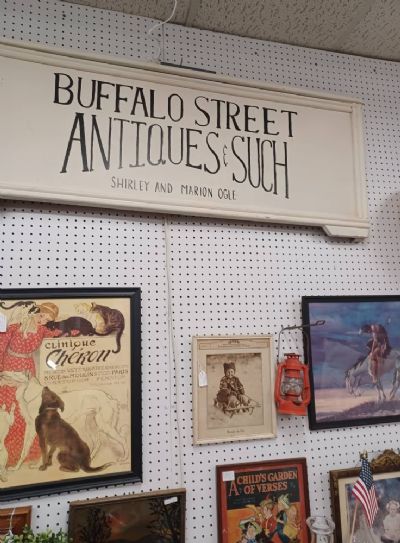 BUFFALO STREET
ANTIQUES & SUCH
SHIRLEY AND MARION OGLE
CLINIQUE
Chéron
A CHILD'S GARDEN
OF VERSES